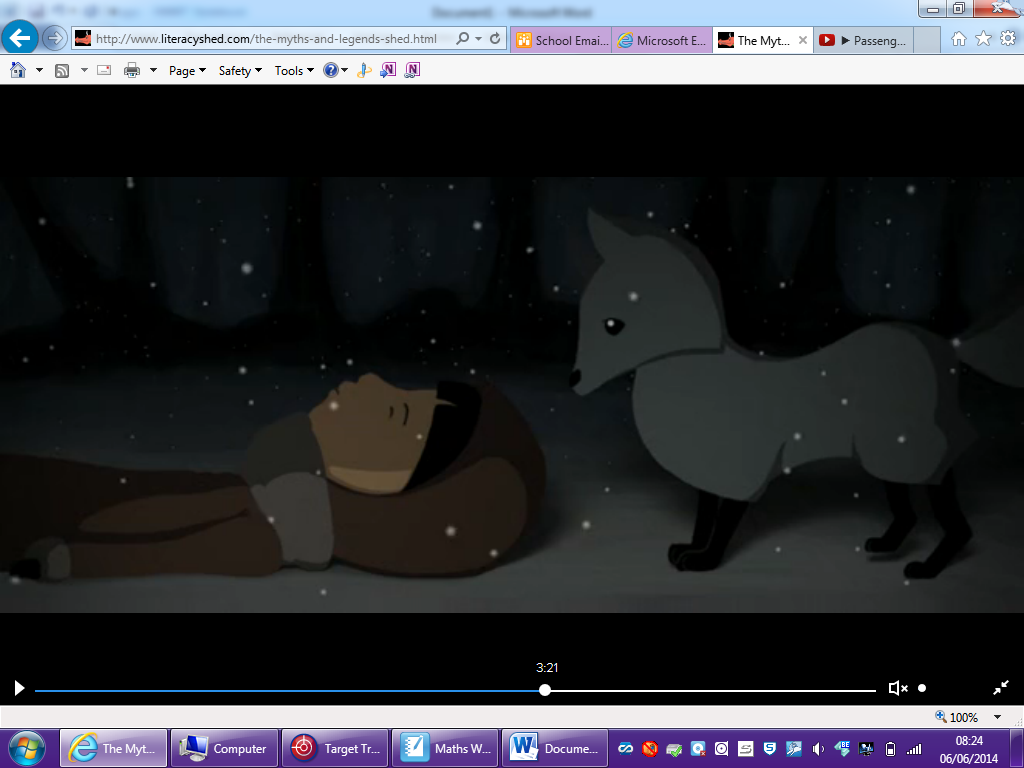 Document1 - Microsoft Word
http://www.literacyshed.com/the-myths-and-legends-shed.html
School Emai...
Microsoft E...
The Myt...
► Passeng...
Page
Safety
Tools
3:21
100%
The Myt...
Computer
Target Tr...
Maths W...
Docume...
08:24
06/06/2014